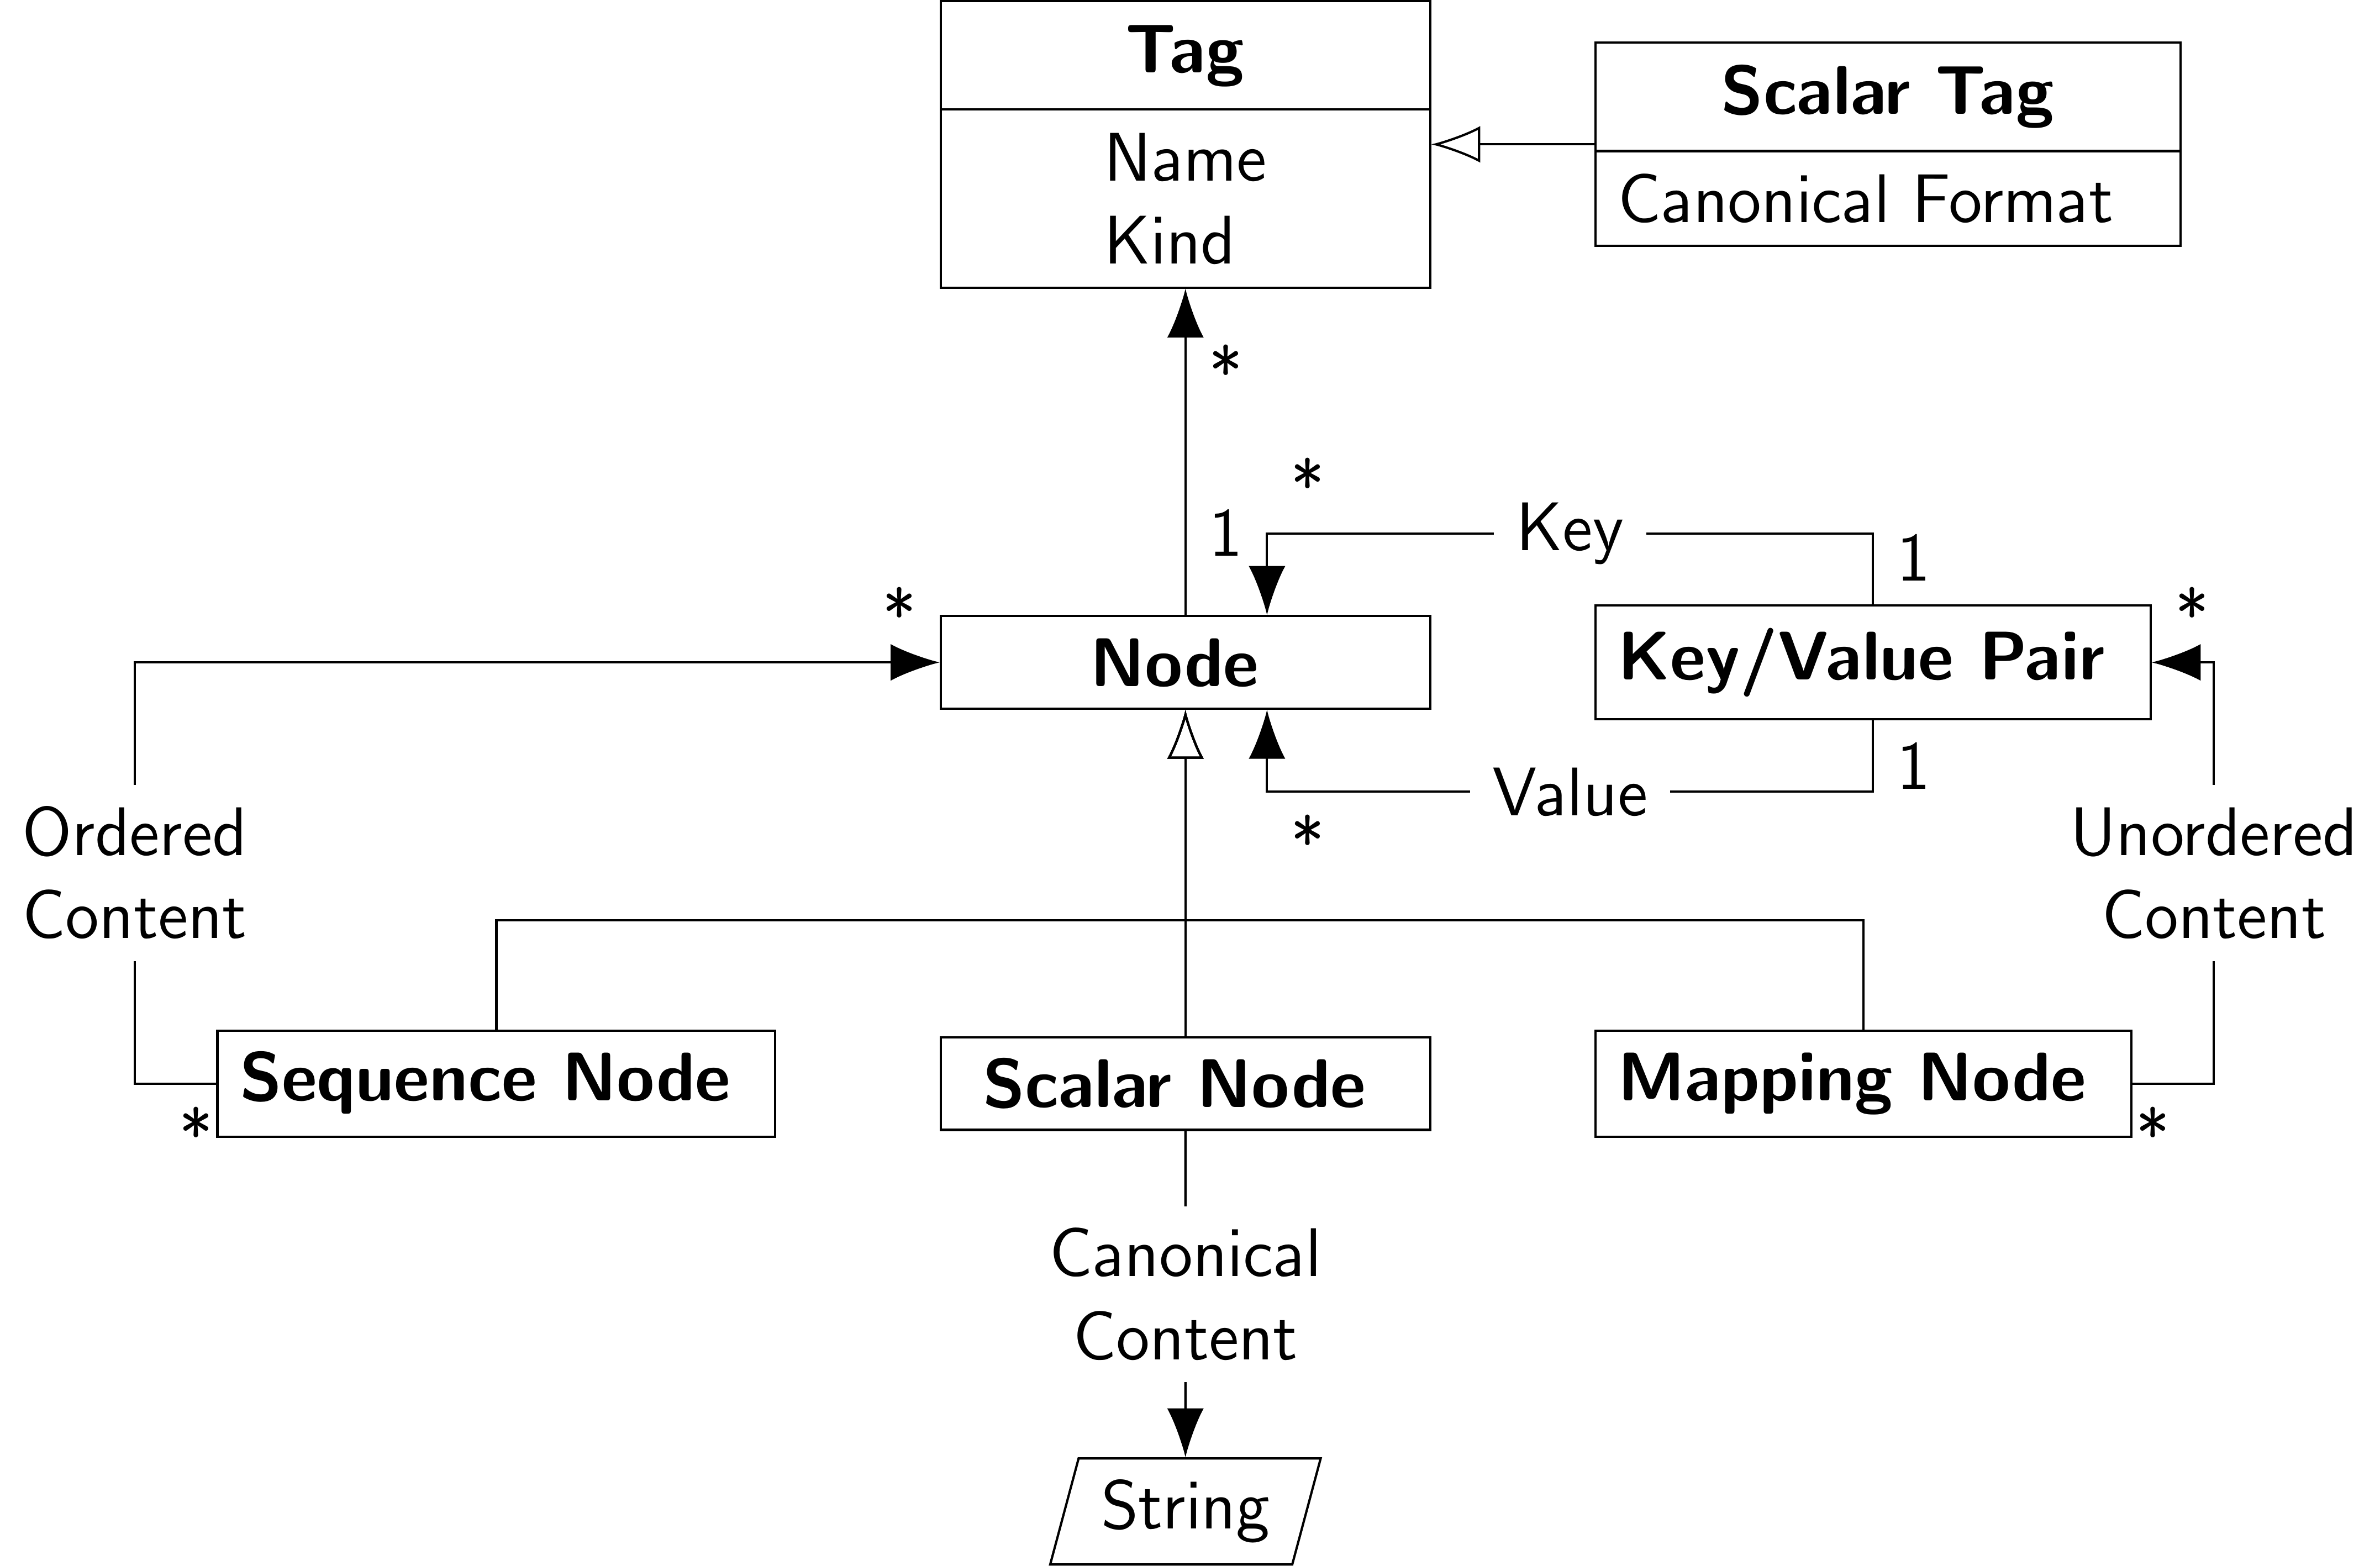 Tag
Name
Kind
Scalar Tag
Canonical Format
*
*
1
Key
1
*
*
Node
Key/Value Pair
Value
1
*
Ordered
Content
Unordered
Content
Sequence Node
*
Scalar Node
Mapping Node
*
Canonical
Content
String